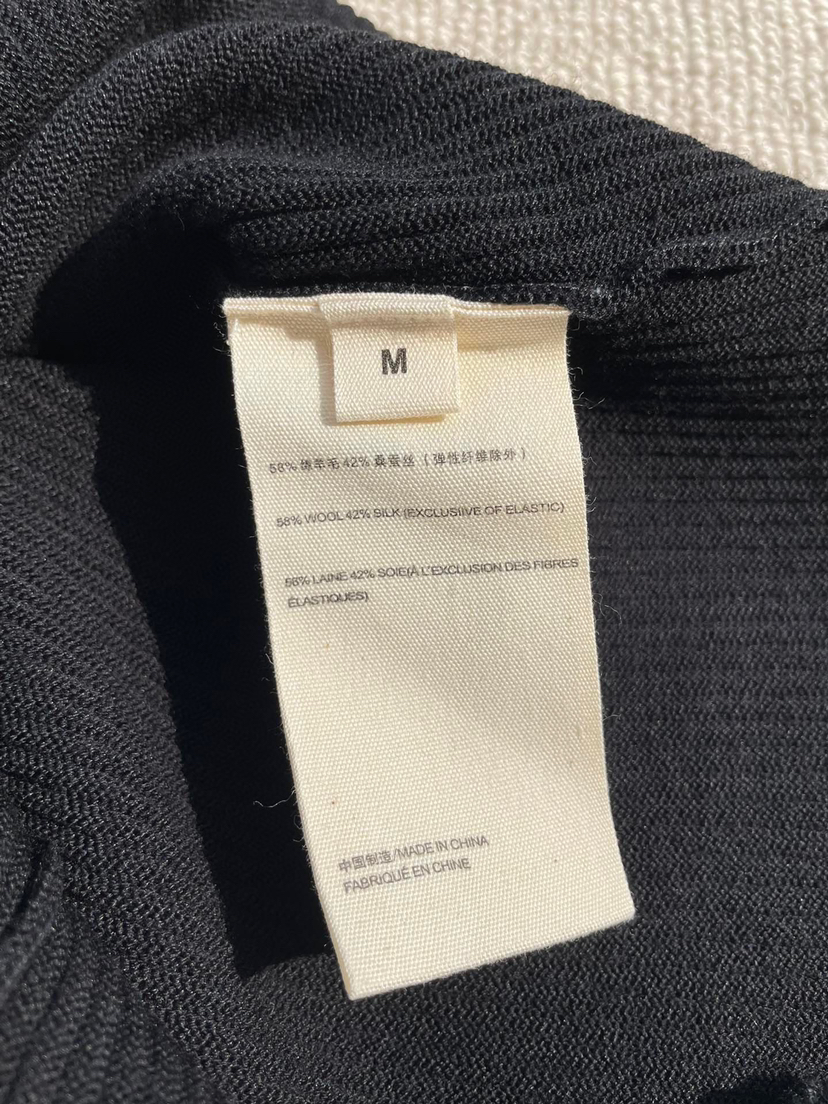 M
58% 绵羊毛 42% 桑蚕丝 ( 弹性纤维除外 )
58% WOOL 42% SILK (EXCLUSIIVE OF ELASTIC)
58% LAINE 42% SOIE(À L'EXCLUSION DES FIBRES
ÉLASTIQUES)
中国制造/MADE IN CHINA
FABRIQUÉ EN CHINE